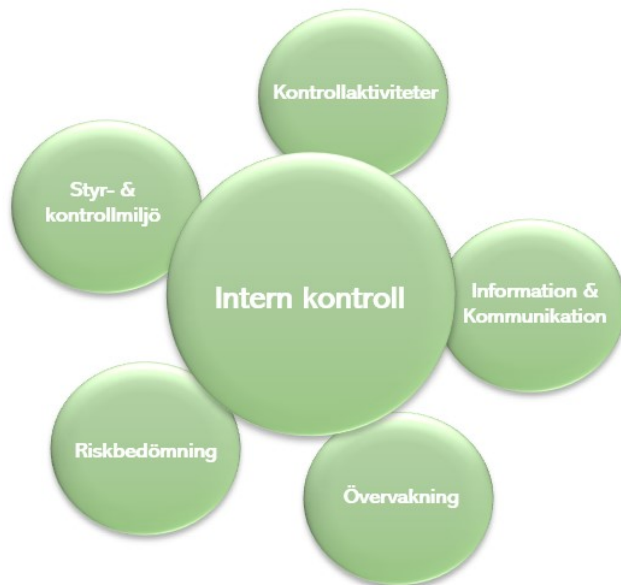 Kontrollaktiviteter
Styr- &
kontrollmiljö
Intern kontroll
Information &
Kommunikation
Riskbedömning
Övervakning